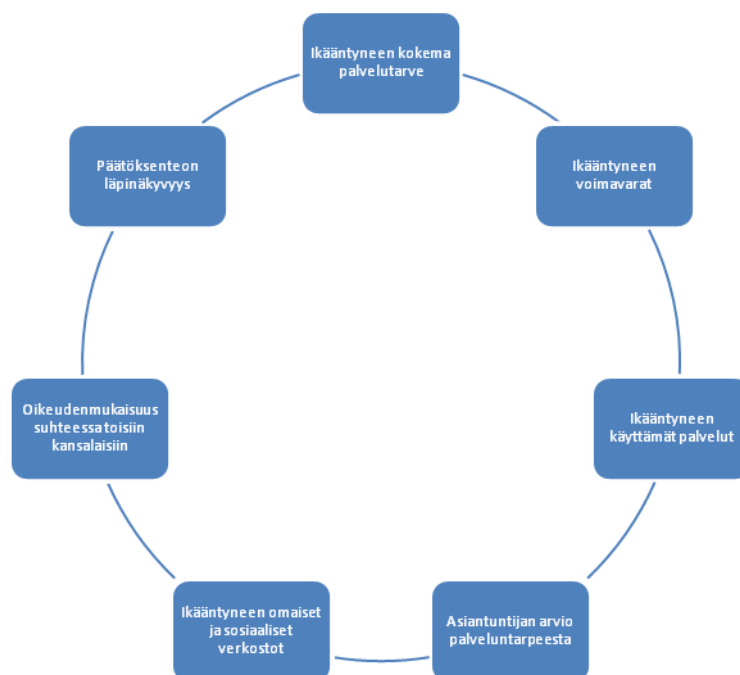 Ikääntyneen kokema
palvelutarve
Ikääntyneen
voimavarat
Ikääntyneen
käyttämät palvelut
Asiantuntijan arvio
palveluntarpeesta
Ikääntyneen omaiset
ja sosiaaliset
verkostot
Oikeudenmukaisuus
suhteessa toisiin
kansalaisiin
Päätöksenteon
läpinäkyvyys